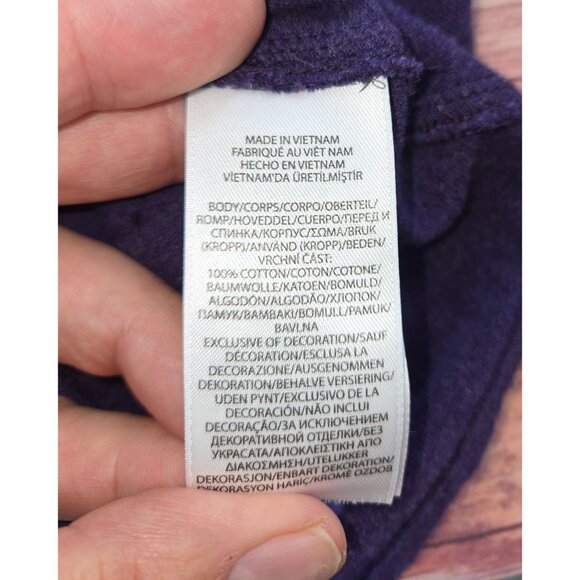 MADE IN VIETNAM
FABRIQUÉ AU VIÊT NAM
HECHO EN VIETNAM
VIETNAM'DA ÜRETİLMİŞTİR
BODY/CORPS/CORPO/OBERTEIL/
ROMP/HOVEDDEL/CUERPO/ПЕРЕД И
СПИНКА/КОРПУС/ΣΩΜΑ/BRUK
(KROPP)/ANVÄND (KROPP)/BEDEN/
VRCHNÍ ČÁST:
100% COTTON/COTON/COTONE/
BAUMWOLLE/KATOEN/BOMULD/
ALGODÓN/ALGODÃO/ХЛОПОК/
ПАМУК/ΒΑΜΒΑΚΙ/BOMULL/PAMUK/
BAVLNA
EXCLUSIVE OF DECORATION/SAUF
DÉCORATION/ESCLUSA LA
DECORAZIONE/AUSGENOMMEN
DEKORATION/BEHALVE VERSIERING/
UDEN PYNT/EXCLUSIVO DE LA
DECORACIÓN/NÃO INCLUI
DECORAÇÃO/ЗА ИСКЛЮЧЕНИЕМ
ДЕКОРАТИВНОЙ ОТДЕЛКИ/БЕЗ
УКРАСАТА/ΑΠΟΚΛΕΙΣΤΙΚΗ ΑΠΟ
ΔΙΑΚΟΣΜΗΣΗ/UTELUKKER
DEKORASJON/ENBART DEKORATION/
DEKORASYON HARİÇ/KROMĚ OZDOB